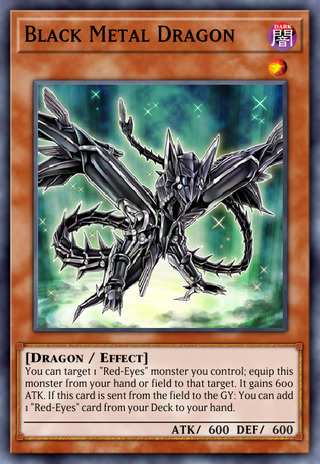 Black Metal Dragon
DARK
闇
[Dragon / Effect]
You can target 1 "Red-Eyes" monster you control; equip
this monster from your hand or field to that target. It gains 600
ATK. If this card is sent from the field to the GY: You can add
1 "Red-Eyes" card from your Deck to your hand.
ATK/ 600 DEF/ 600